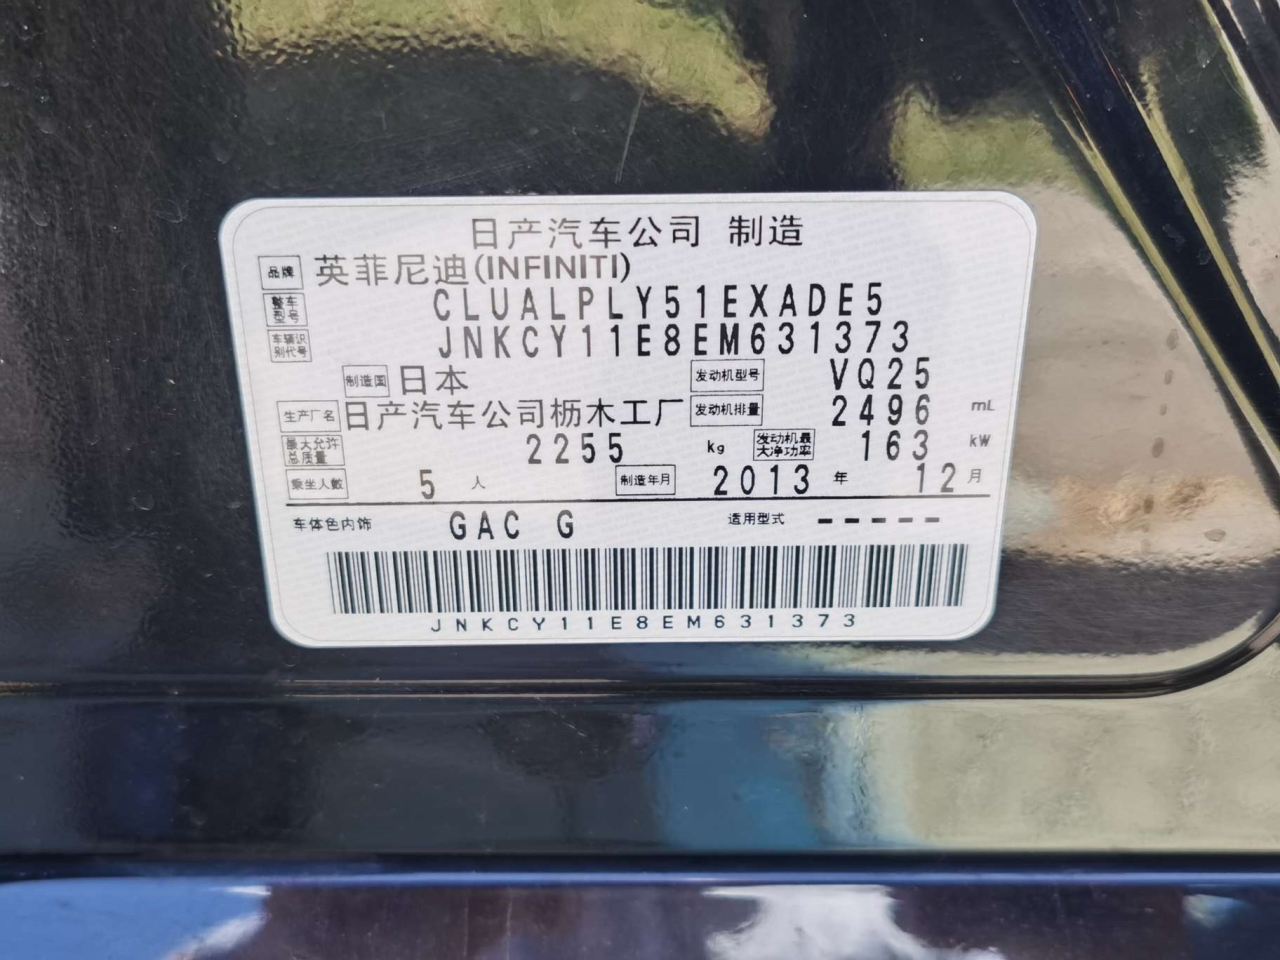 日产汽车公司 制造
品牌 英菲尼迪(INFINITI)
整车型号 CLUALPLY51EXADE5
车辆识别代号 JNKCY11E8EM631373
制造国 日本 发动机型号 VQ25
生产厂名 日产汽车公司枥木工厂 发动机排量 2496 mL
最大允许总质量 2255 kg 发动机最大净功率 163 kW
乘坐人数 5 人 制造年月 2013 年 12 月
车体色内饰 GAC G 适用型式 -----
JNKCY11E8EM631373